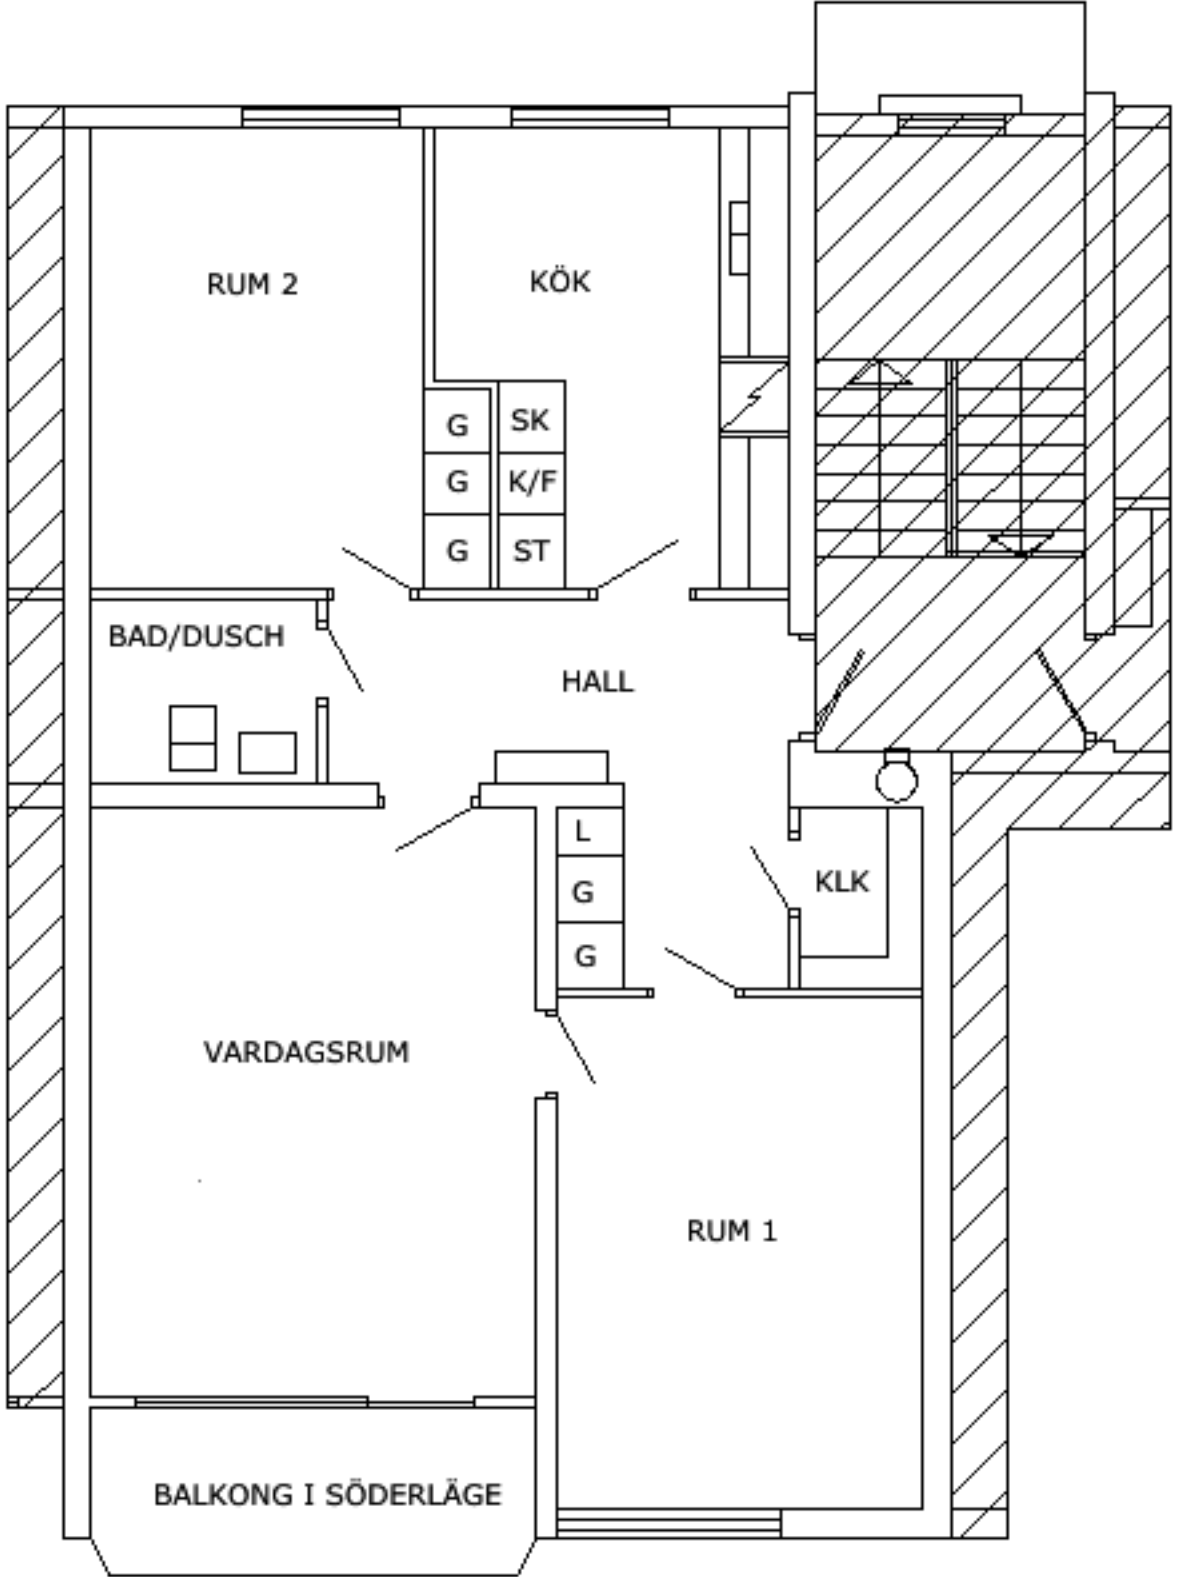 RUM 2
KÖK
G
SK
G
K/F
G
ST
BAD/DUSCH
HALL
L
G
KLK
G
VARDAGSRUM
RUM 1
BALKONG I SÖDERLÄGE